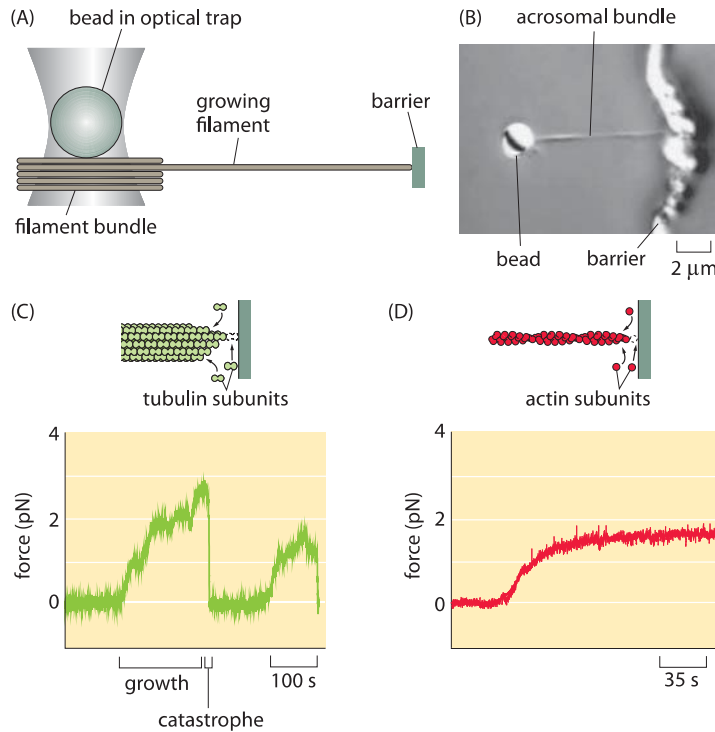 (A)
bead in optical trap
growing
filament
barrier
filament bundle
(B)
acrosomal bundle
bead
barrier
2 μm
(C)
tubulin subunits
4
2
0
force (pN)
growth
100 s
catastrophe
(D)
actin subunits
4
2
0
force (pN)
35 s